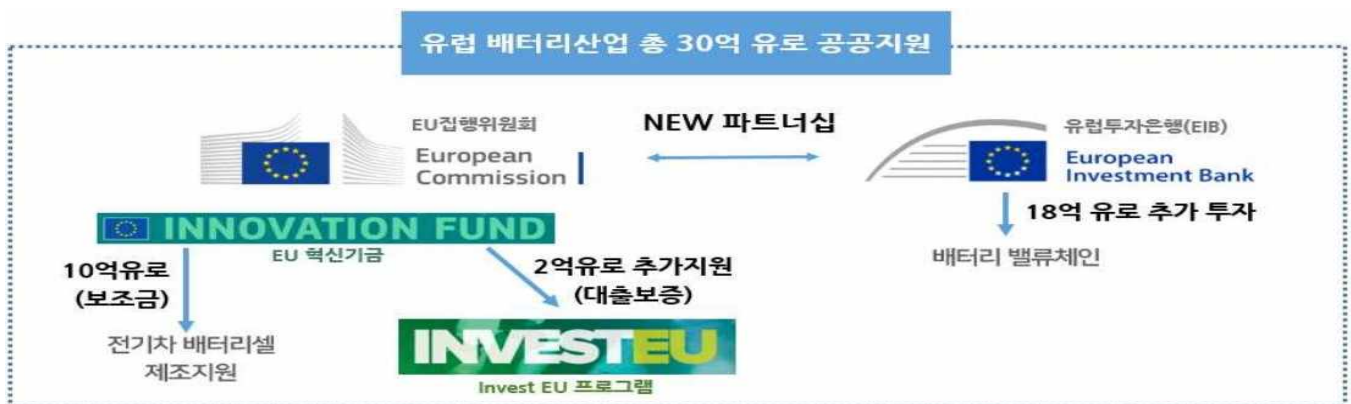 유럽 배터리산업 총 30억 유로 공공지원
EU집행위원회
European
Commission
NEW 파트너십
유럽투자은행(EIB)
European
Investment Bank
INNOVATION FUND
EU 혁신기금
10억유로
(보조금)
전기차 배터리셀
제조지원
2억유로 추가지원
(대출보증)
INVESTEU
Invest EU 프로그램
18억 유로 추가 투자
배터리 밸류체인